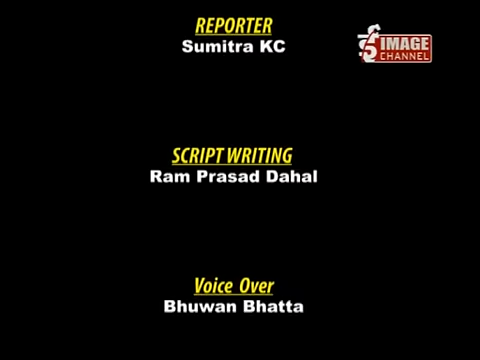 REPORTER
Sumitra KC
IMAGE
CHANNEL
SCRIPT WRITING
Ram Prasad Dahal
Voice Over
Bhuwan Bhatta